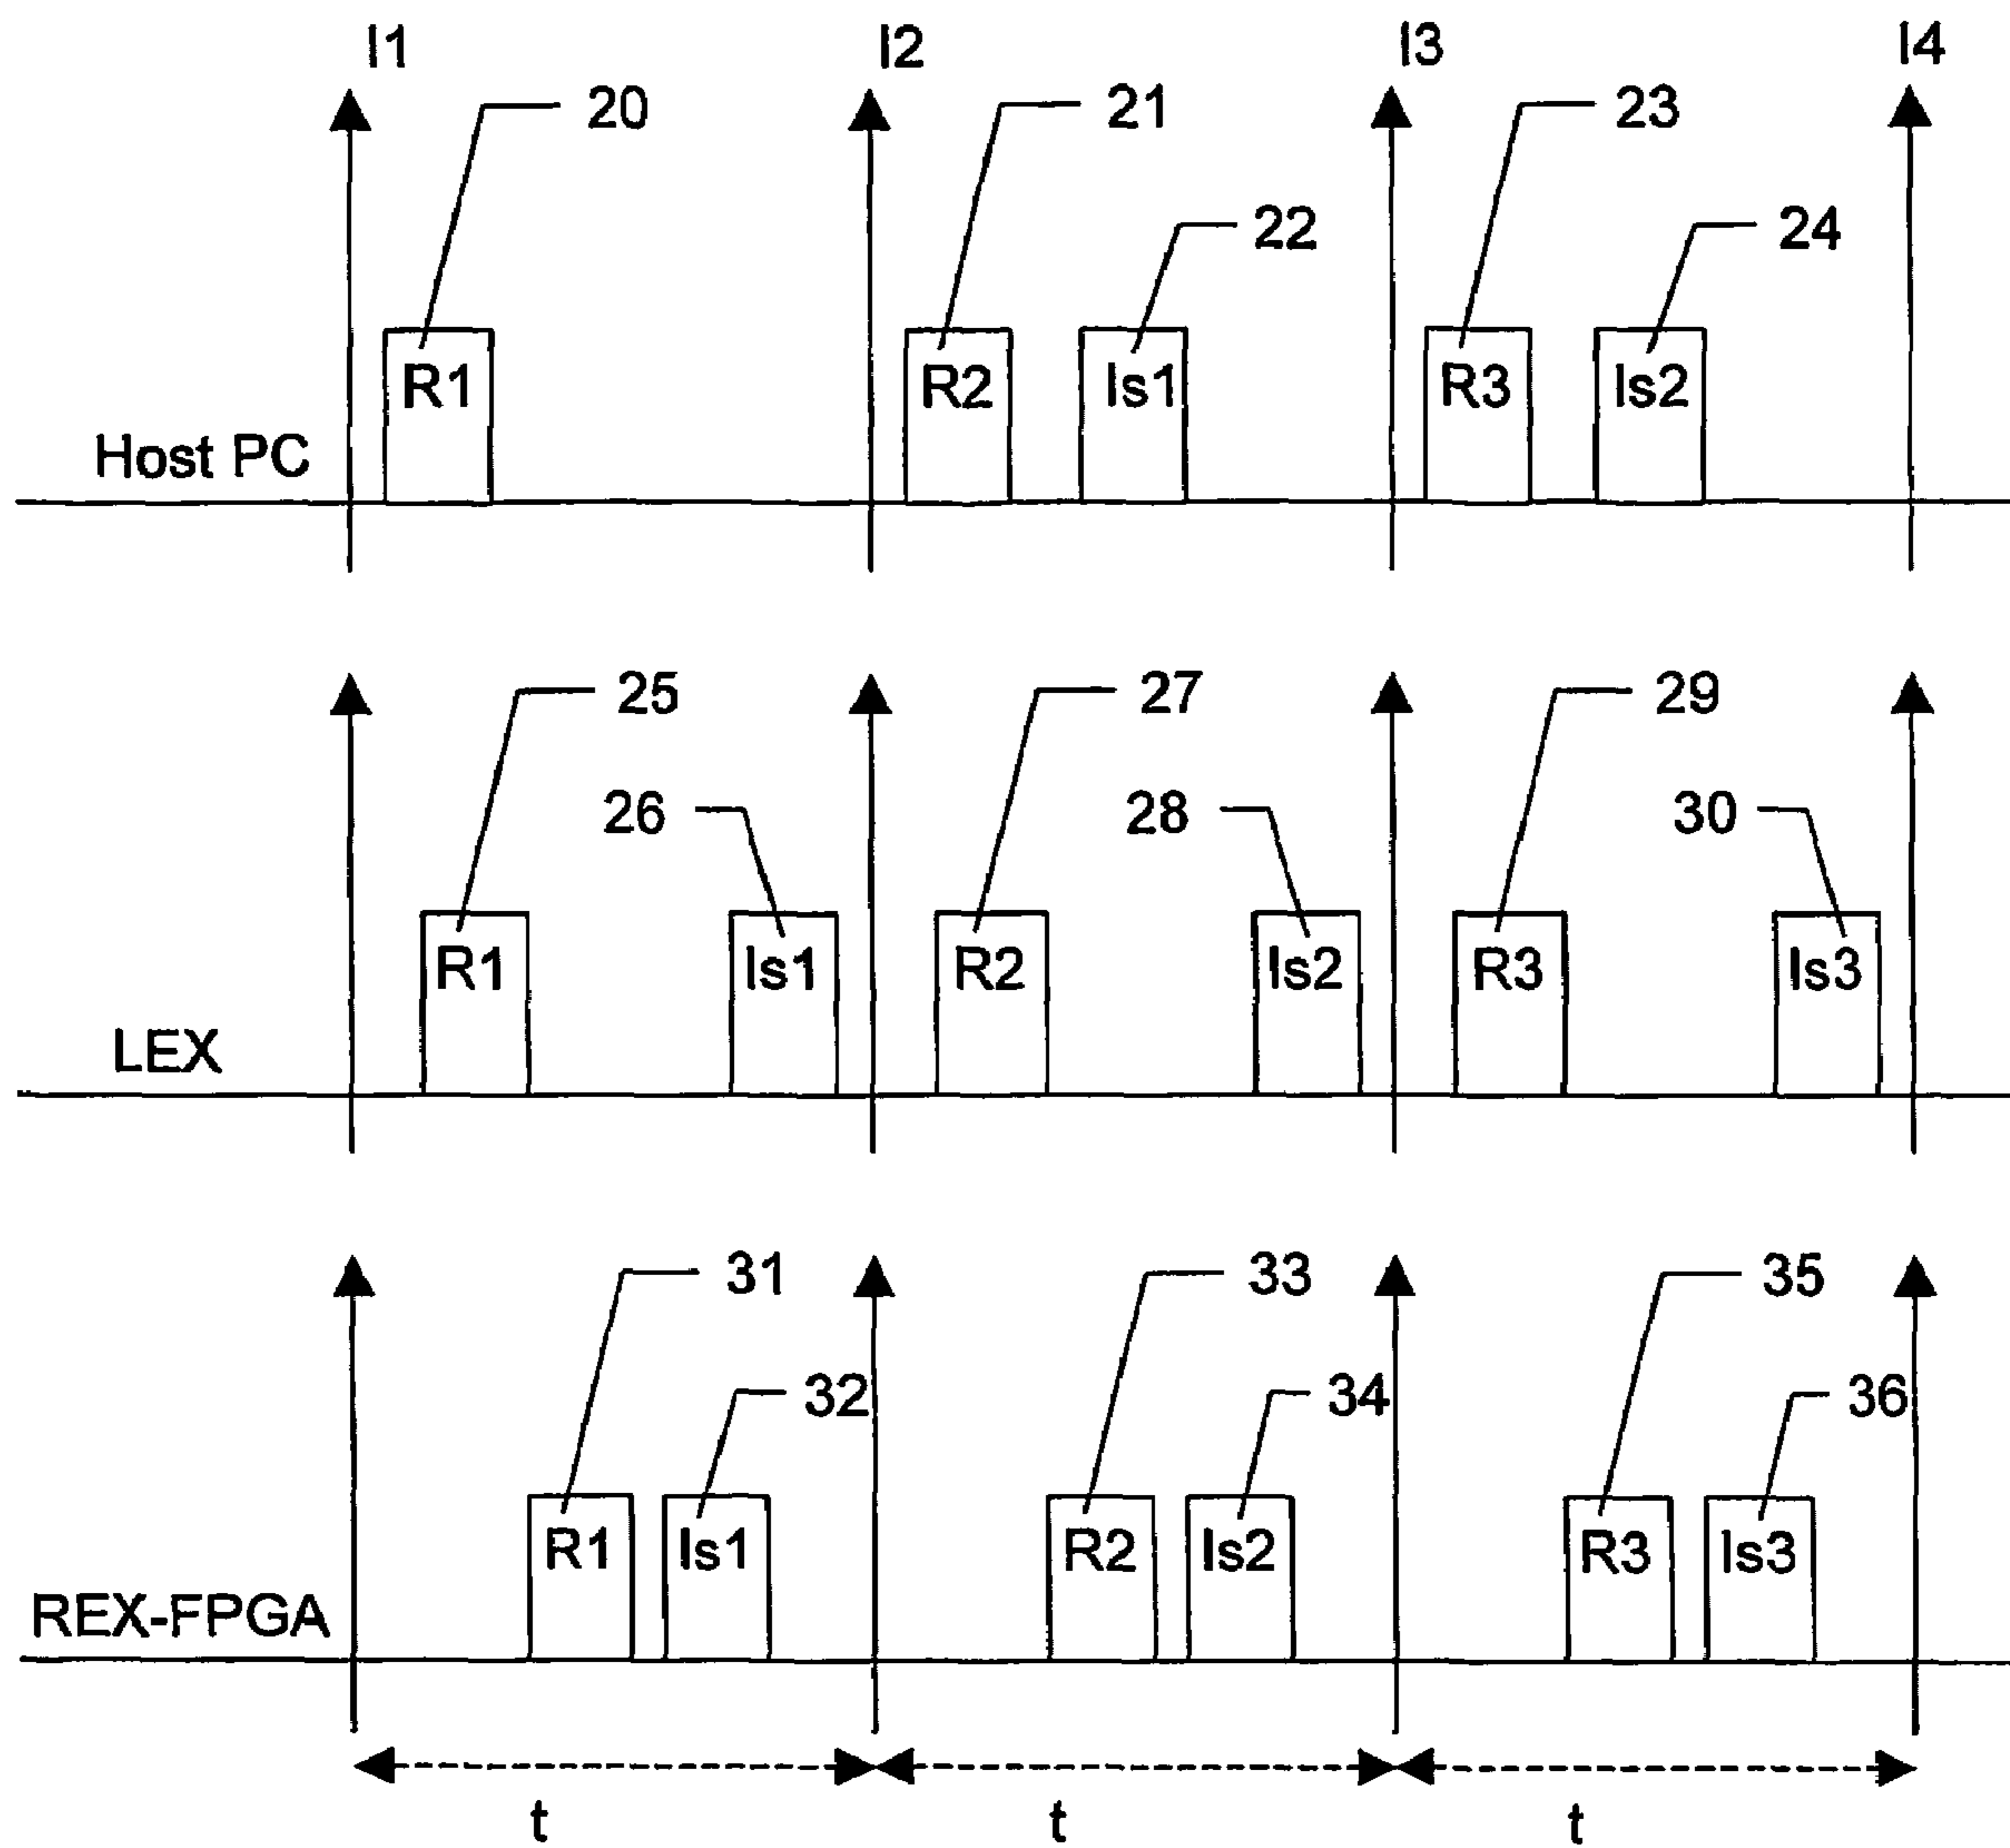 I1 I2 I3 I4
20 21 23
22 24
R1 R2 Is1 R3 Is2
Host PC
25 27 29
26 28 30
R1 Is1 R2 Is2 R3 Is3
LEX
31 33 35
32 34 36
R1 Is1 R2 Is2 R3 Is3
REX-FPGA
t t t